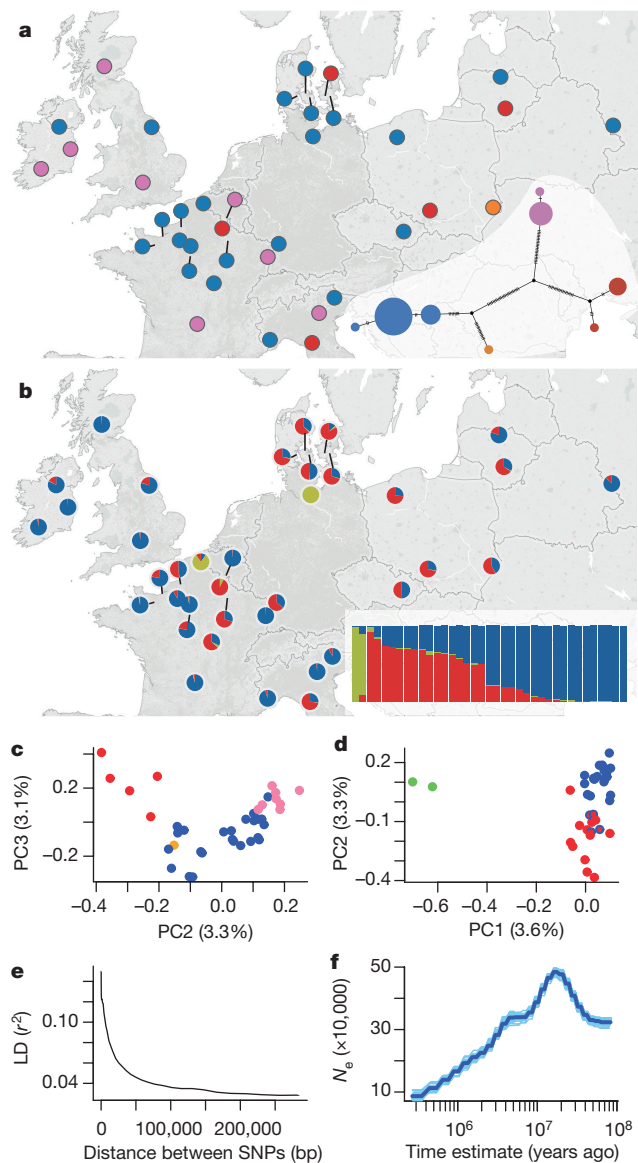 a
b
c
PC3 (3.1%)
0.2
−0.2
−0.4
−0.2
0.0
0.2
PC2 (3.3%)
d
PC2 (3.3%)
0.2
−0.1
−0.4
−0.6
−0.4
0.0
PC1 (3.6%)
e
LD (r²)
0.10
0.04
0
100,000
200,000
Distance between SNPs (bp)
f
Nₑ (×10,000)
50
30
10
10⁶
10⁷
10⁸
Time estimate (years ago)